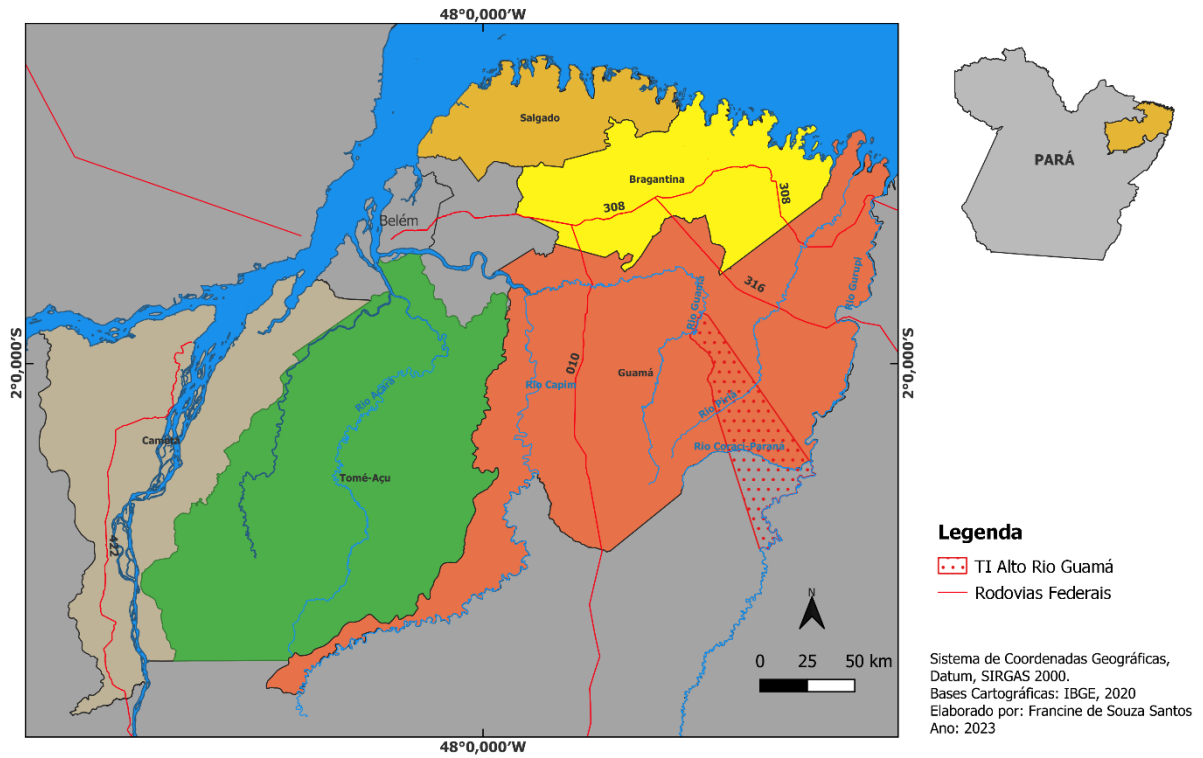 48°0,000′W
Salgado
PARÁ
Bragantina
308
308
Belém
316
Rio Guamá
Rio Gurupi
2°0,000′S
2°0,000′S
010
Guamá
Rio Capim
Rio Acará
Rio Piriá
Cametá
Rio Coraci-Paraná
Tomé-Açu
422
Legenda
TI Alto Rio Guamá
Rodovias Federais
N
0 25 50 km
Sistema de Coordenadas Geográficas,
Datum, SIRGAS 2000.
Bases Cartográficas: IBGE, 2020
Elaborado por: Francine de Souza Santos
Ano: 2023
48°0,000′W